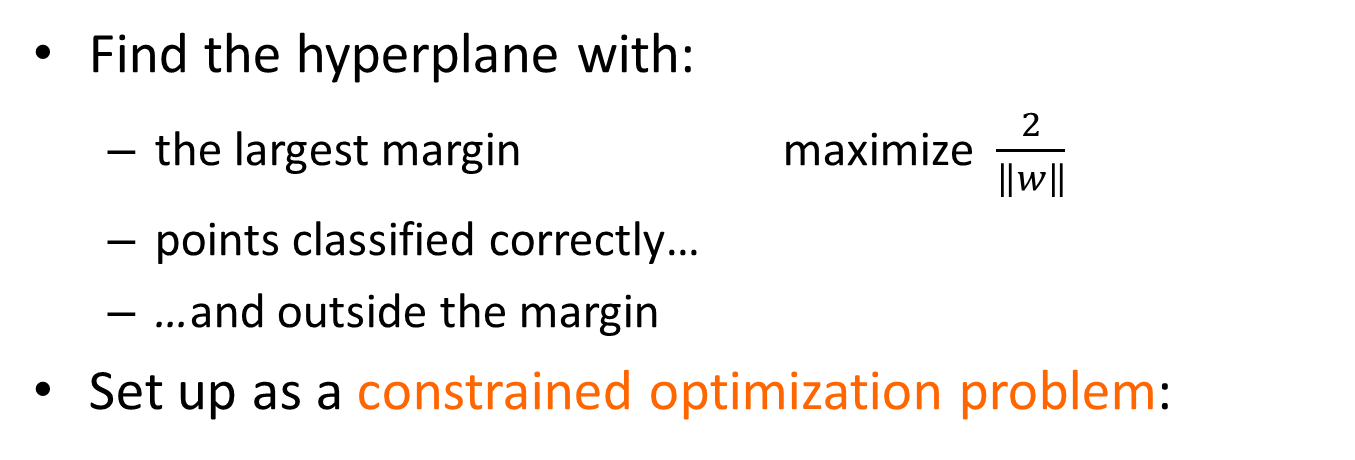 • Find the hyperplane with:
– the largest margin maximize 2/‖w‖
– points classified correctly…
– …and outside the margin
• Set up as a constrained optimization problem: